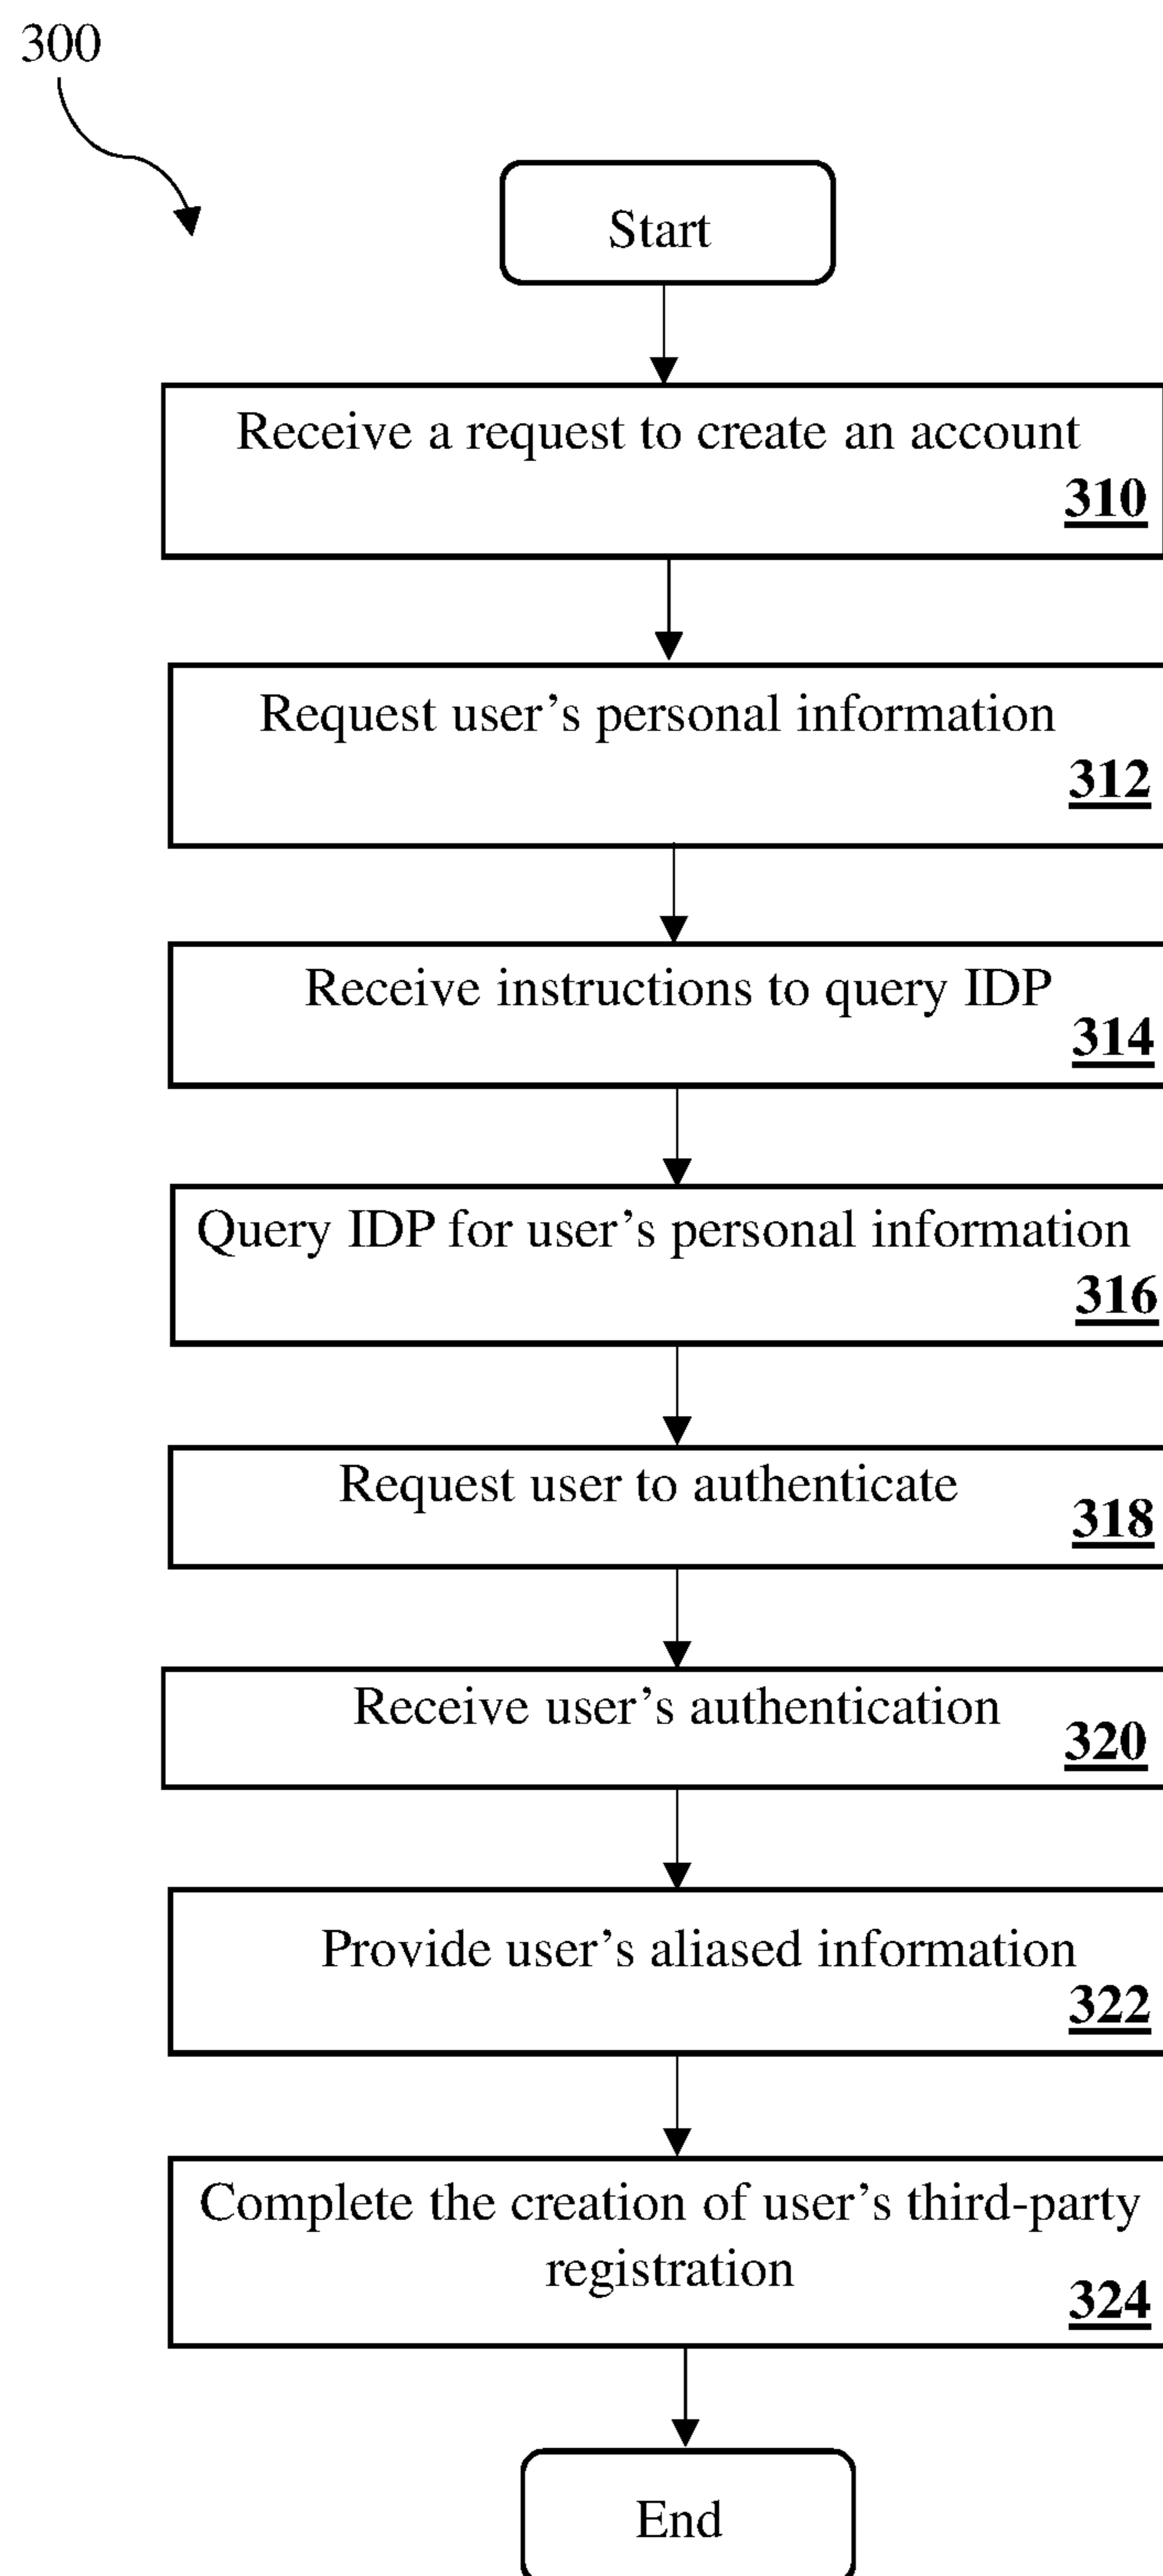 300
Start
Receive a request to create an account
310
Request user’s personal information
312
Receive instructions to query IDP
314
Query IDP for user’s personal information
316
Request user to authenticate
318
Receive user’s authentication
320
Provide user’s aliased information
322
Complete the creation of user’s third-party
registration
324
End